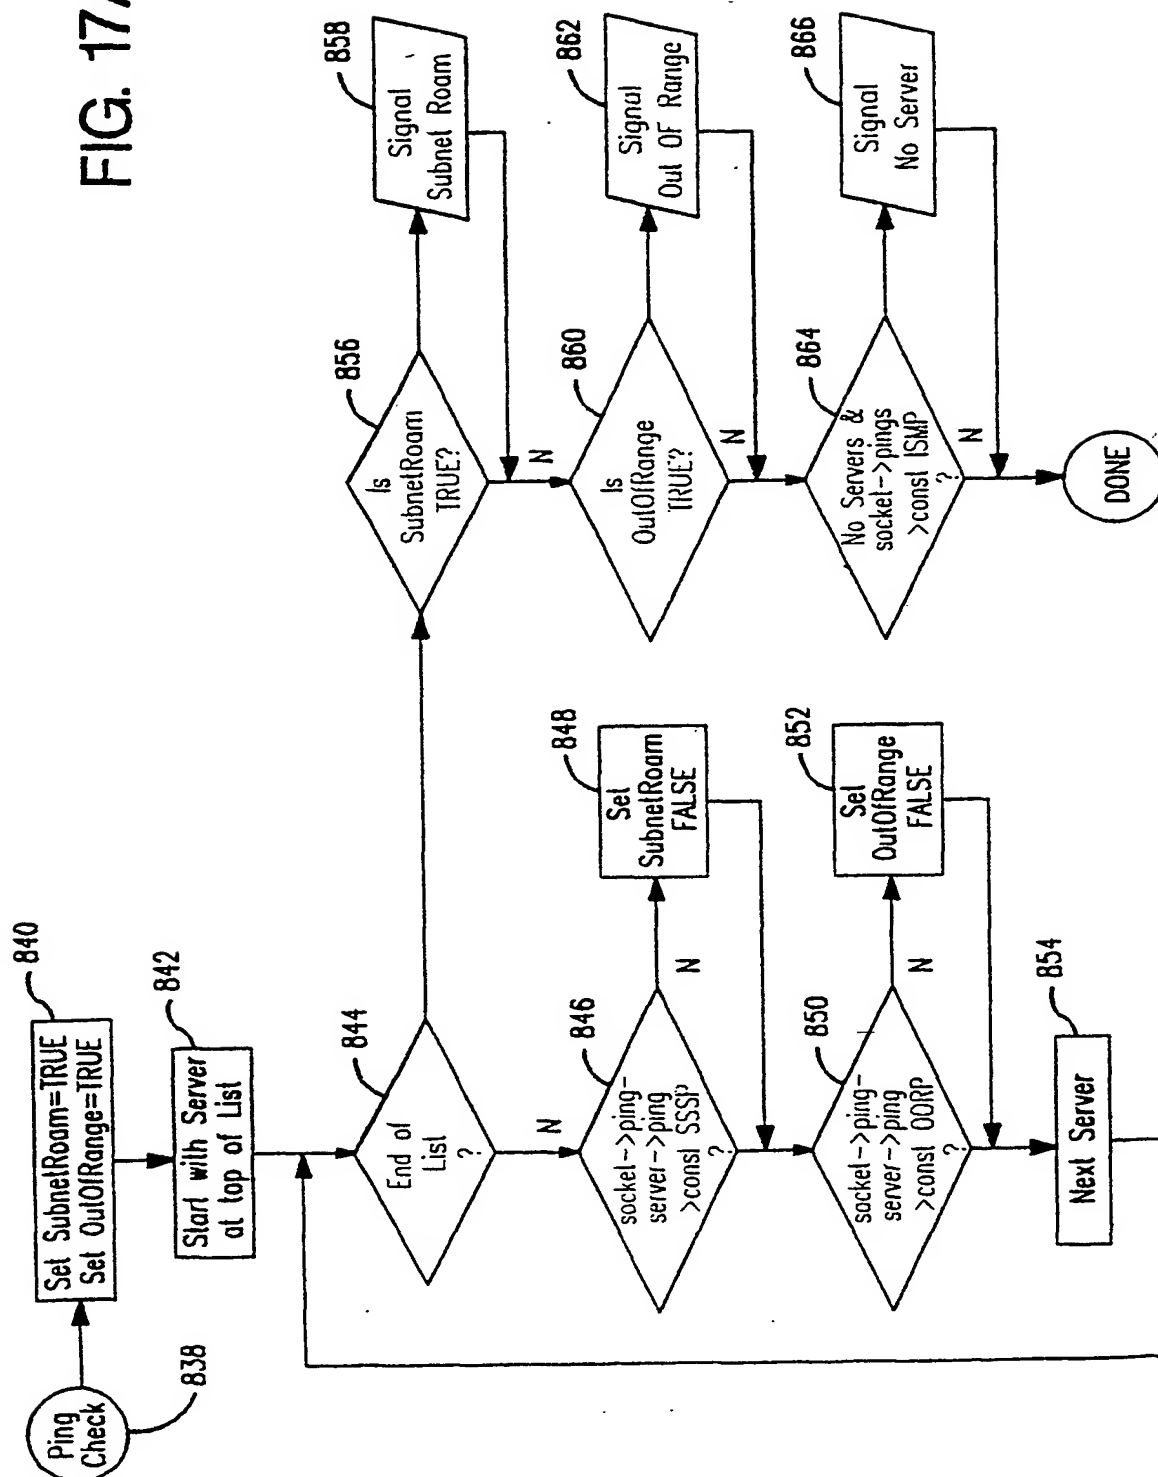 FIG. 17A
Ping
Check
838
Set SubnetRoam=TRUE
Set OutOfRange=TRUE
840
Start with Server
at top of List
842
End of
List
?
844
N
socket->ping-
server->ping
>const SSSP
?
846
N
Set
SubnetRoam
FALSE
848
socket->ping-
server->ping
>const OORP
?
850
N
Set
OutOfRange
FALSE
852
Next Server
854
Is
SubnetRoam
TRUE?
856
N
Signal
Subnet Roam
858
Is
OutOfRange
TRUE?
860
N
Signal
Out OF Range
862
No Servers &
socket->pings
>const ISMP
?
864
N
Signal
No Server
866
DONE